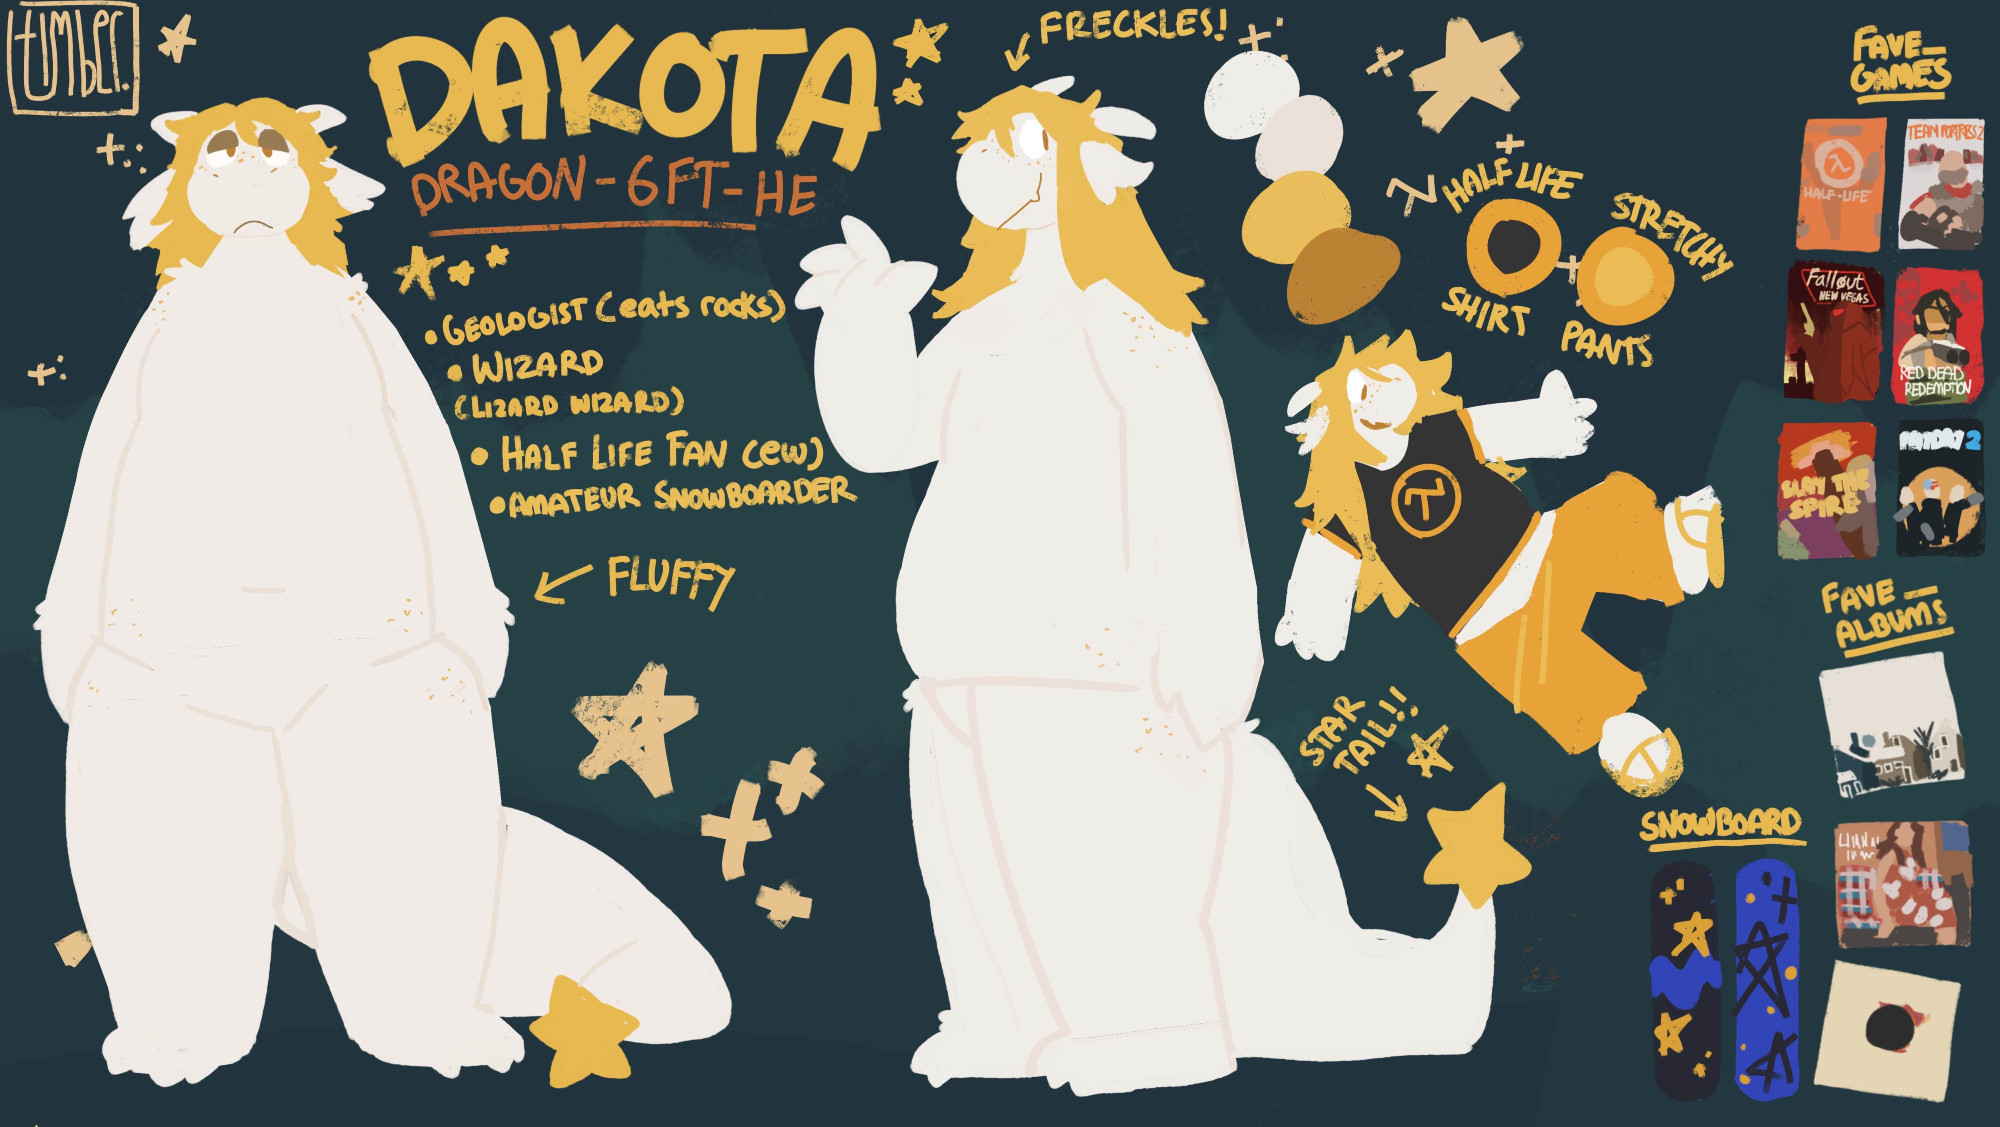 tumbler.
DAKOTA
DRAGON - 6FT - HE
• GEOLOGIST (eats rocks)
• WIZARD
(LIZARD WIZARD)
• HALF LIFE FAN (ew)
• AMATEUR SNOWBOARDER
FLUFFY
FRECKLES!
HALF LIFE
SHIRT
STRETCHY
PANTS
STAR
TAIL!!
SNOWBOARD
FAVE
GAMES
HALF-LIFE
TEAM FORTRESS 2
Fallout
NEW VEGAS
RED DEAD
REDEMPTION
SLAY THE
SPIRE
PAYDAY 2
FAVE
ALBUMS